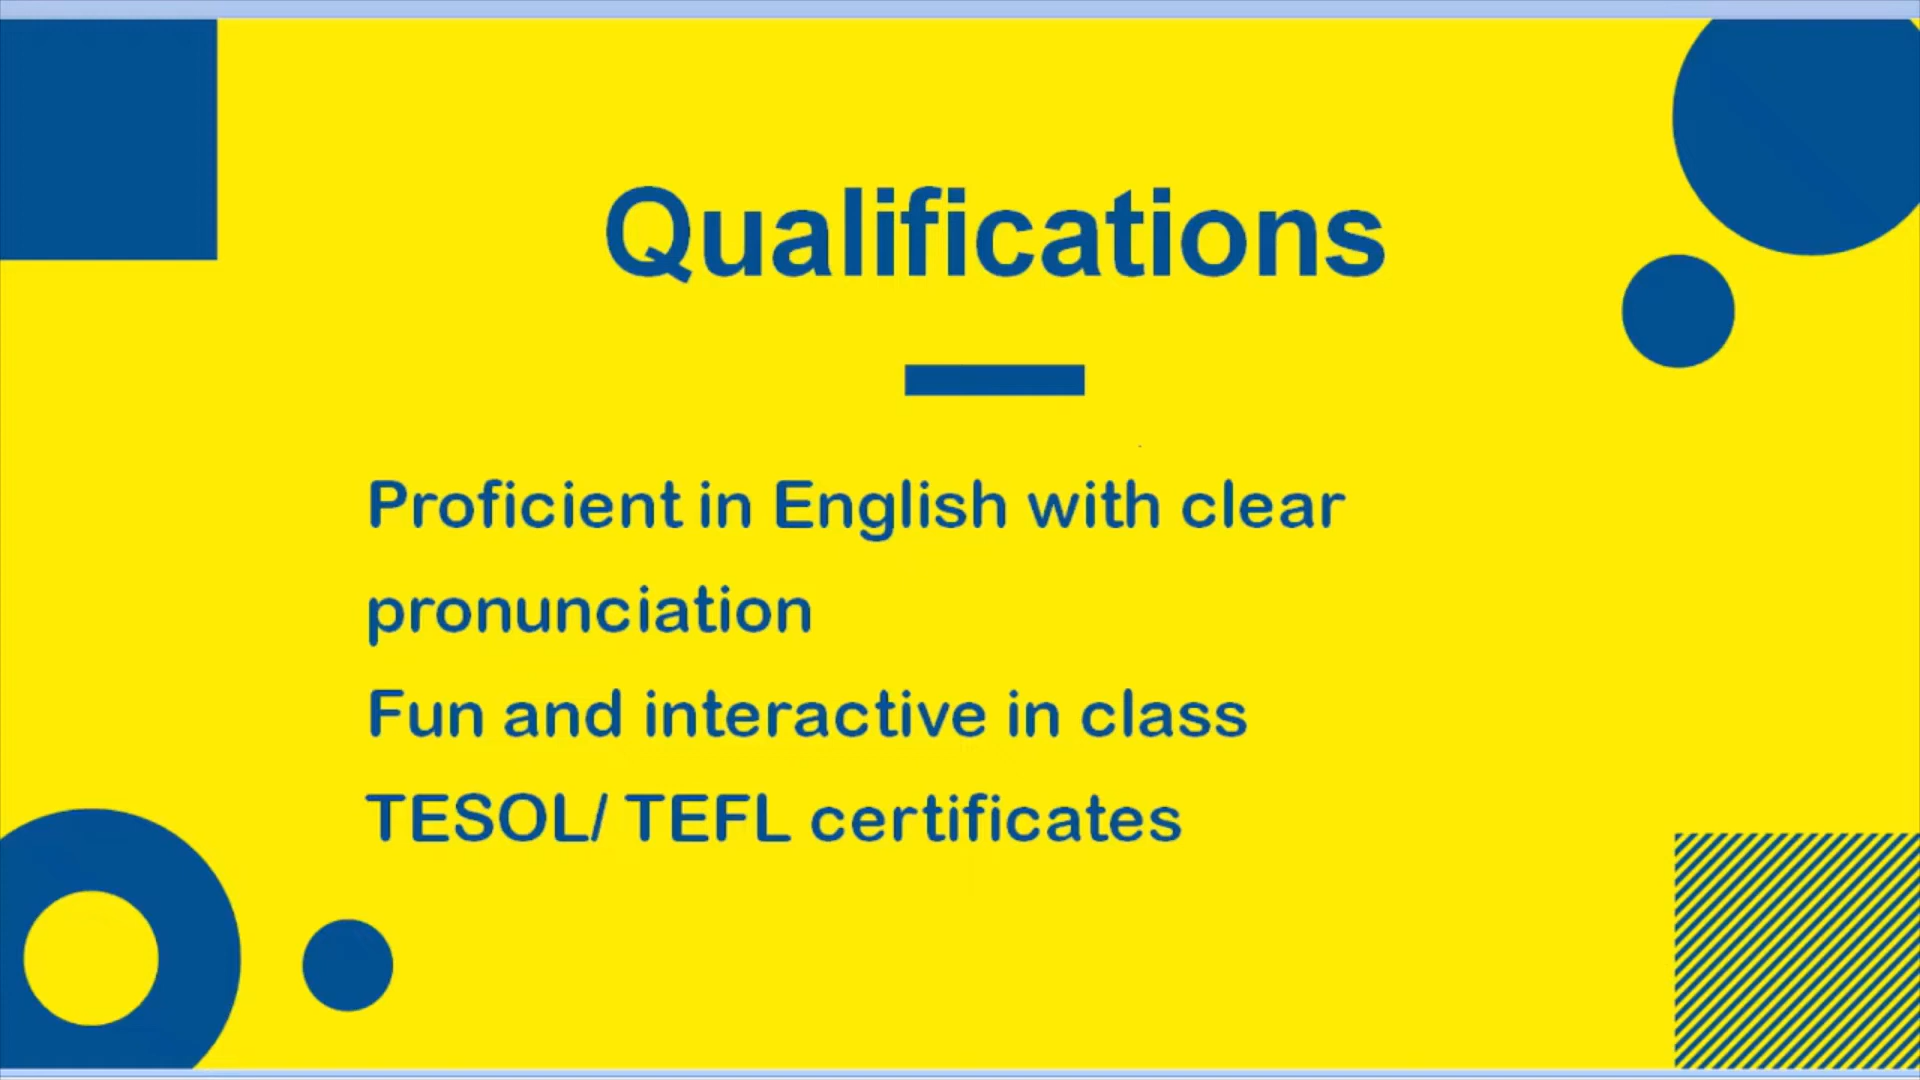 Qualifications
Proficient in English with clear
pronunciation
Fun and interactive in class
TESOL/ TEFL certificates